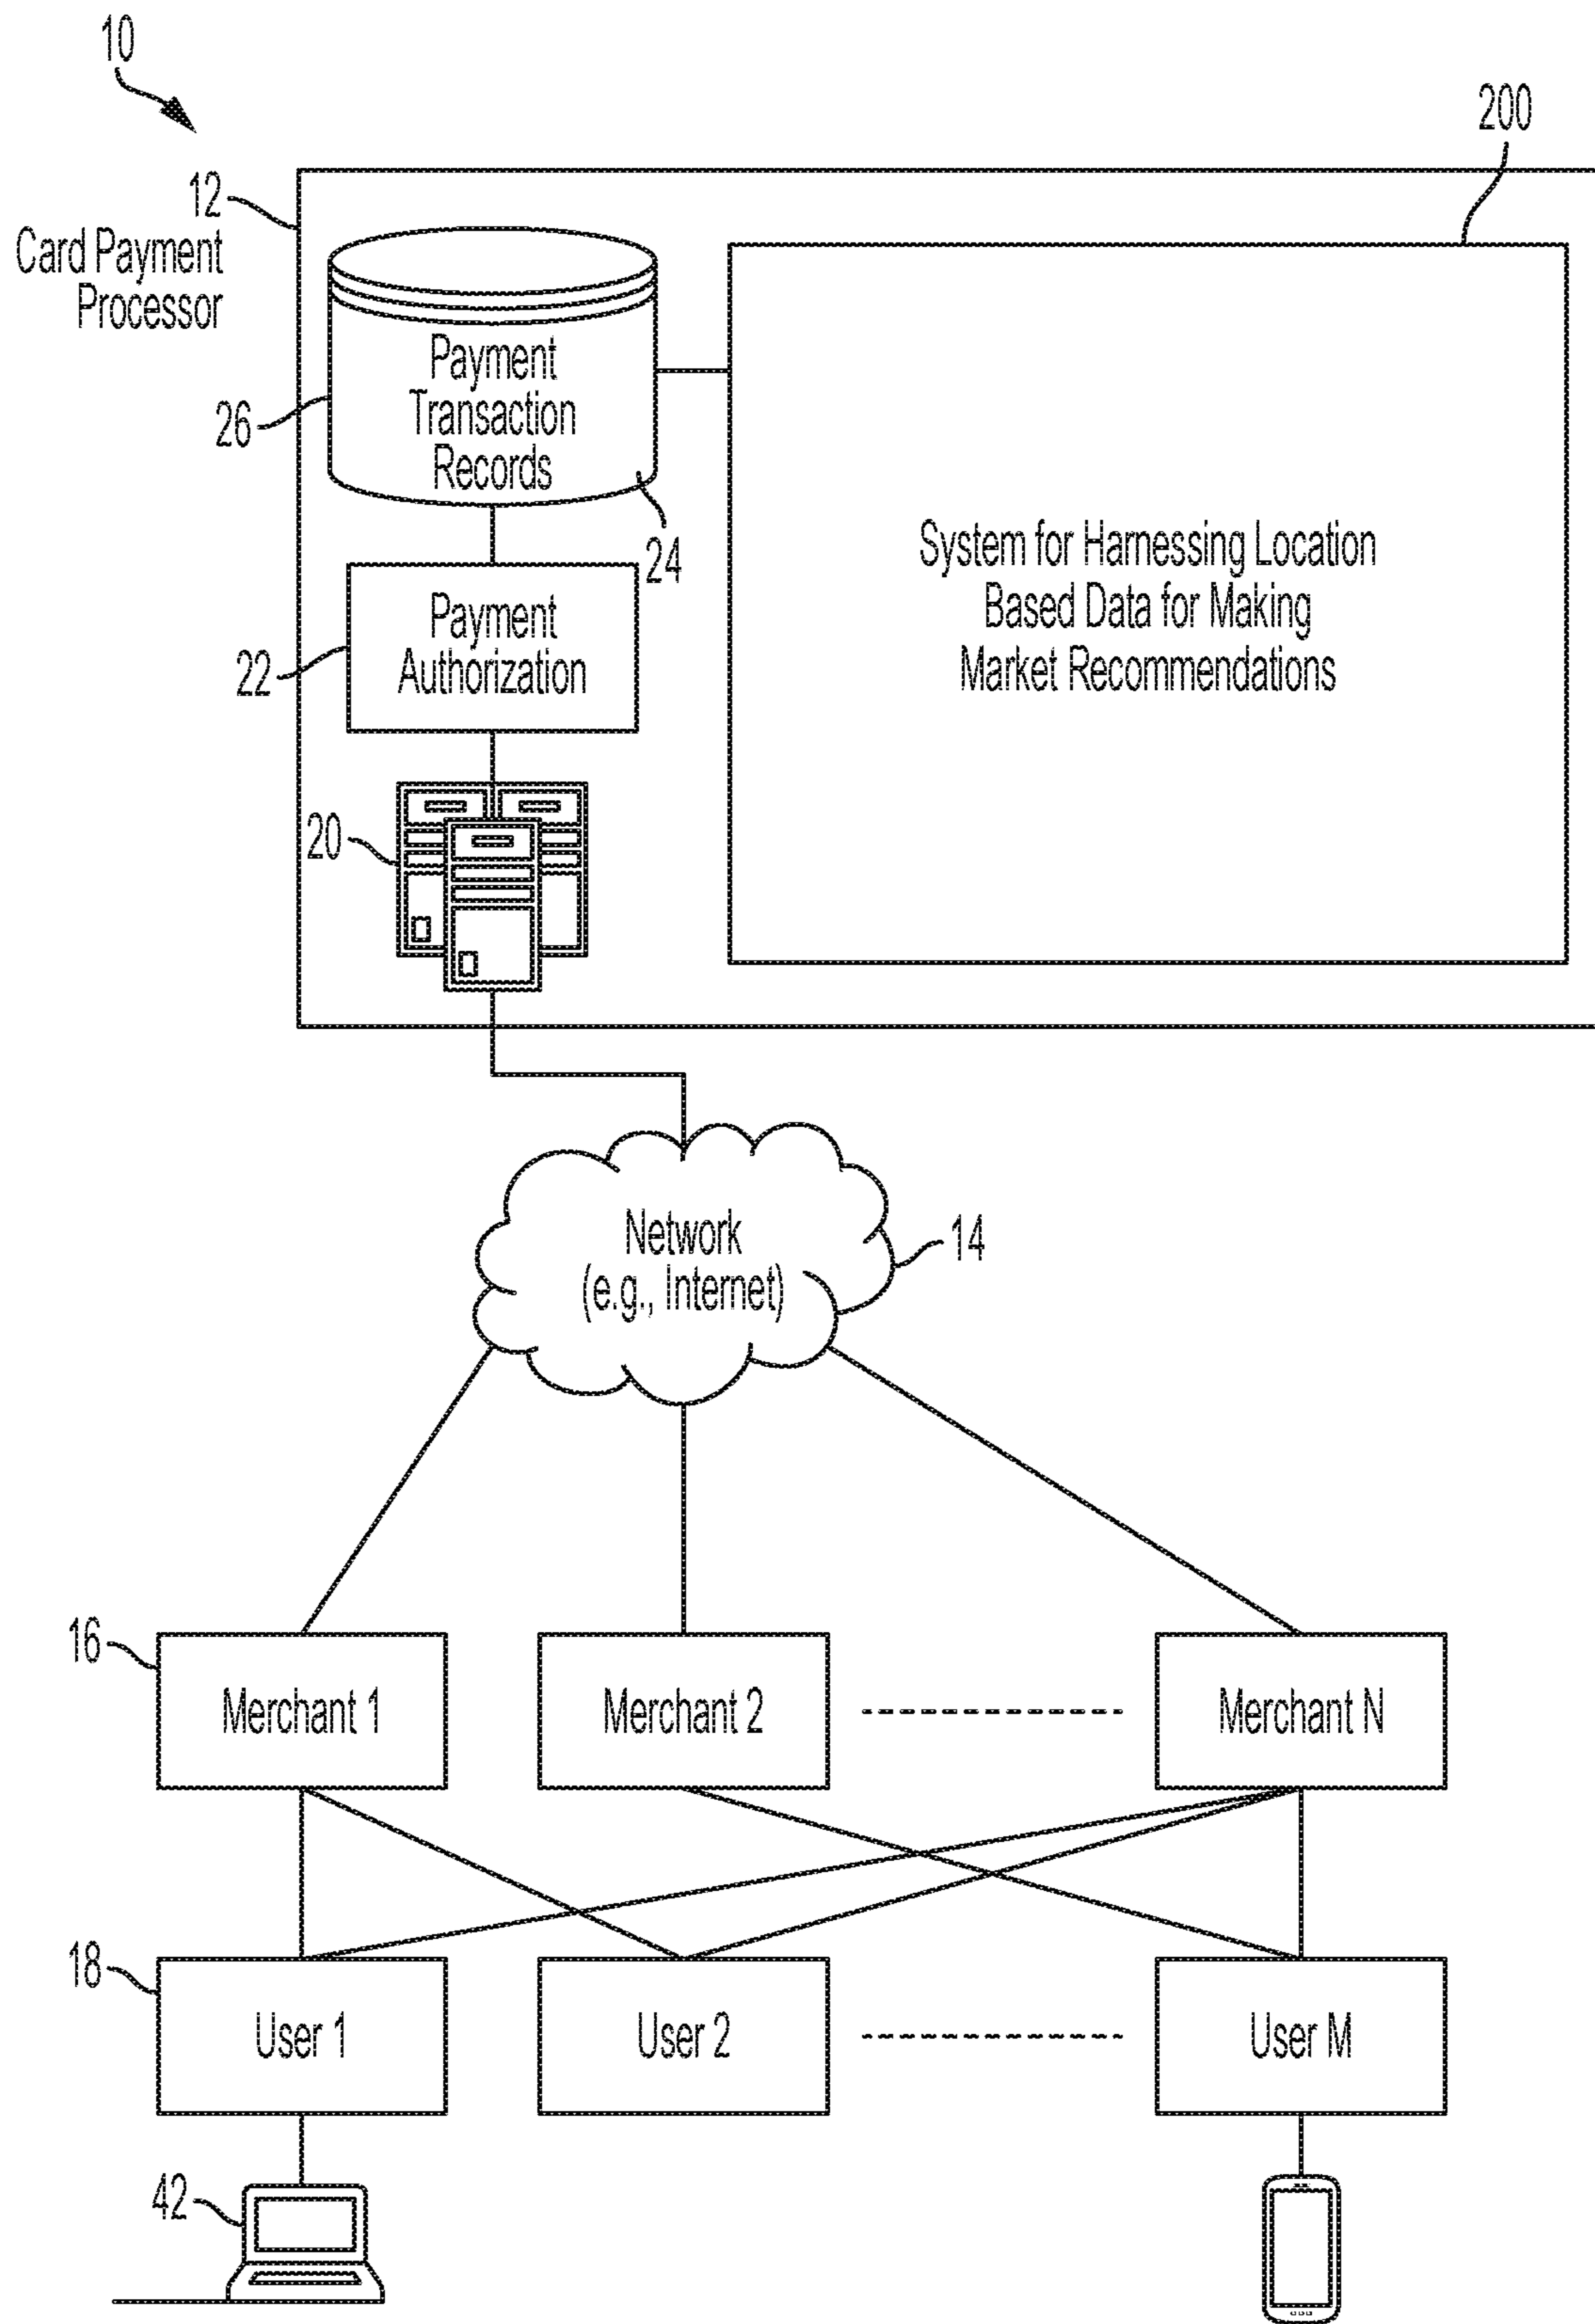 10
200
12
Card Payment
Processor
Payment
Transaction
Records
26
24
System for Harnessing Location
Based Data for Making
Market Recommendations
Payment
Authorization
22
20
Network
(e.g., Internet)
14
16
Merchant 1
Merchant 2
Merchant N
18
User 1
User 2
User M
42